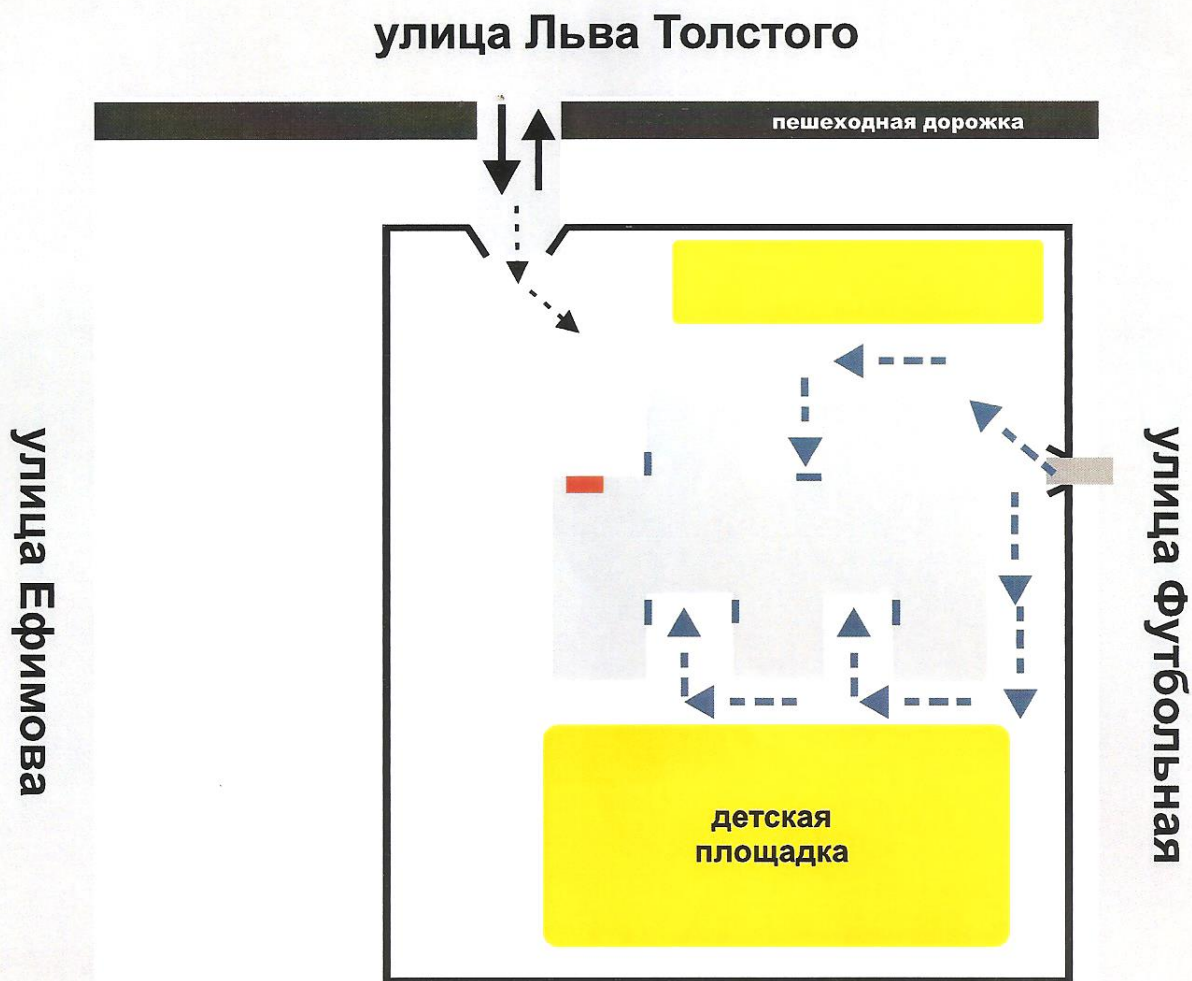 улица Льва Толстого
пешеходная дорожка
улица Ефимова
улица Футбольная
детская
площадка